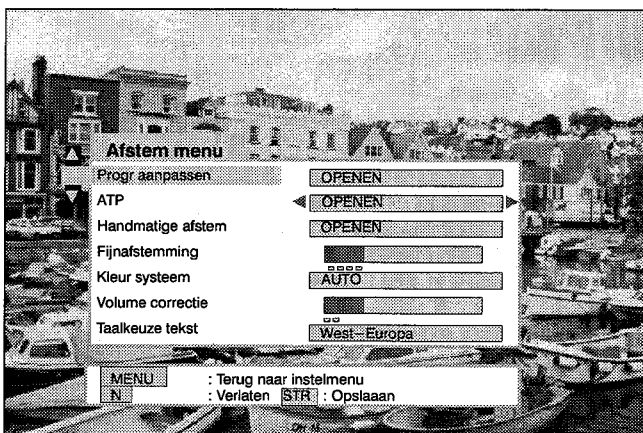 Afstem menu
Progr aanpassen OPENEN
ATP OPENEN
Handmatige afstem OPENEN
Fijnafstemming
Kleur systeem AUTO
Volume correctie
Taalkeuze tekst West-Europa
MENU : Terug naar instelmenu
N : Verlaten STR : Opslaaan